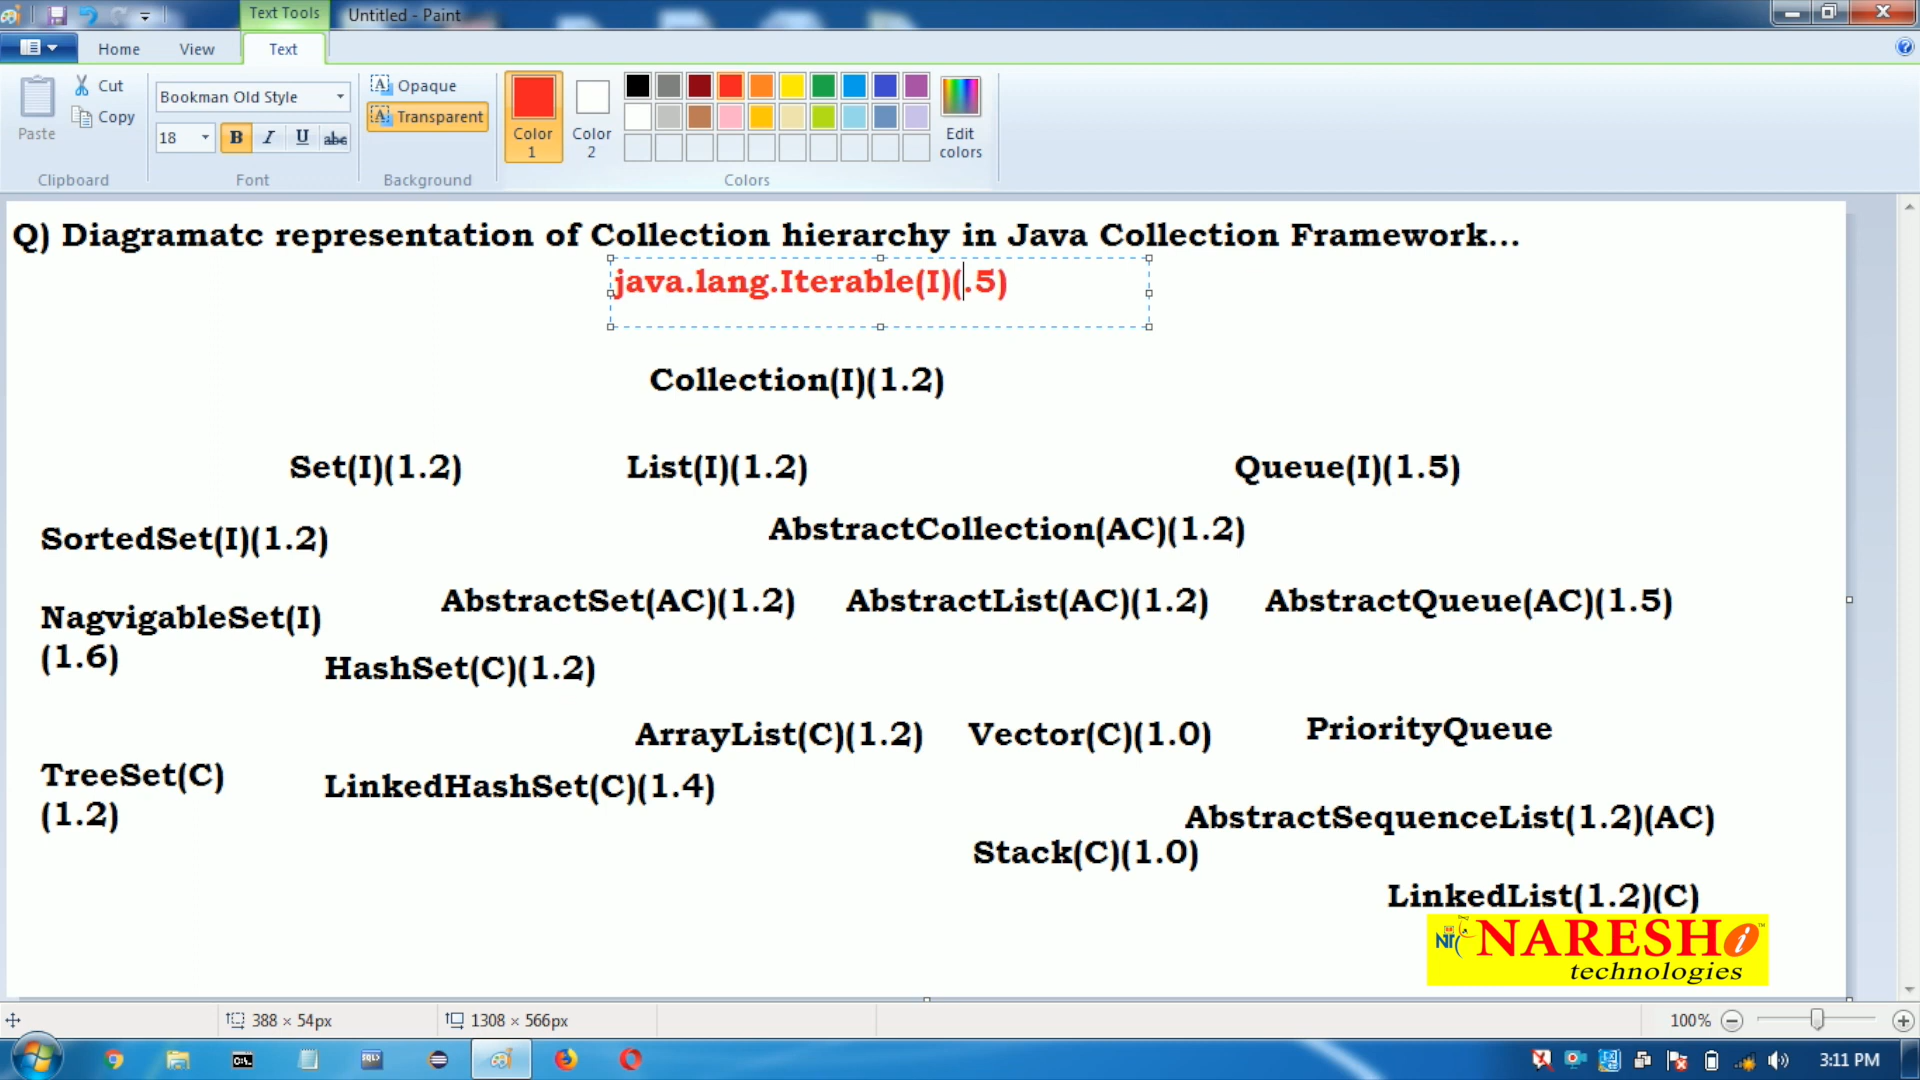 Text Tools
Untitled - Paint
Home
View
Text
Paste
Cut
Copy
Clipboard
Bookman Old Style
18
B
I
U
abc
Font
Opaque
Transparent
Background
Color
1
Color
2
Edit
colors
Colors
Q) Diagramatc representation of Collection hierarchy in Java Collection Framework...
java.lang.Iterable(I)(.5)
Collection(I)(1.2)
Set(I)(1.2)
List(I)(1.2)
Queue(I)(1.5)
SortedSet(I)(1.2)
AbstractCollection(AC)(1.2)
NagvigableSet(I)
(1.6)
AbstractSet(AC)(1.2)
AbstractList(AC)(1.2)
AbstractQueue(AC)(1.5)
HashSet(C)(1.2)
ArrayList(C)(1.2)
Vector(C)(1.0)
PriorityQueue
TreeSet(C)
(1.2)
LinkedHashSet(C)(1.4)
AbstractSequenceList(1.2)(AC)
Stack(C)(1.0)
LinkedList(1.2)(C)
NARESH i
technologies
388 × 54px
1308 × 566px
100%
3:11 PM